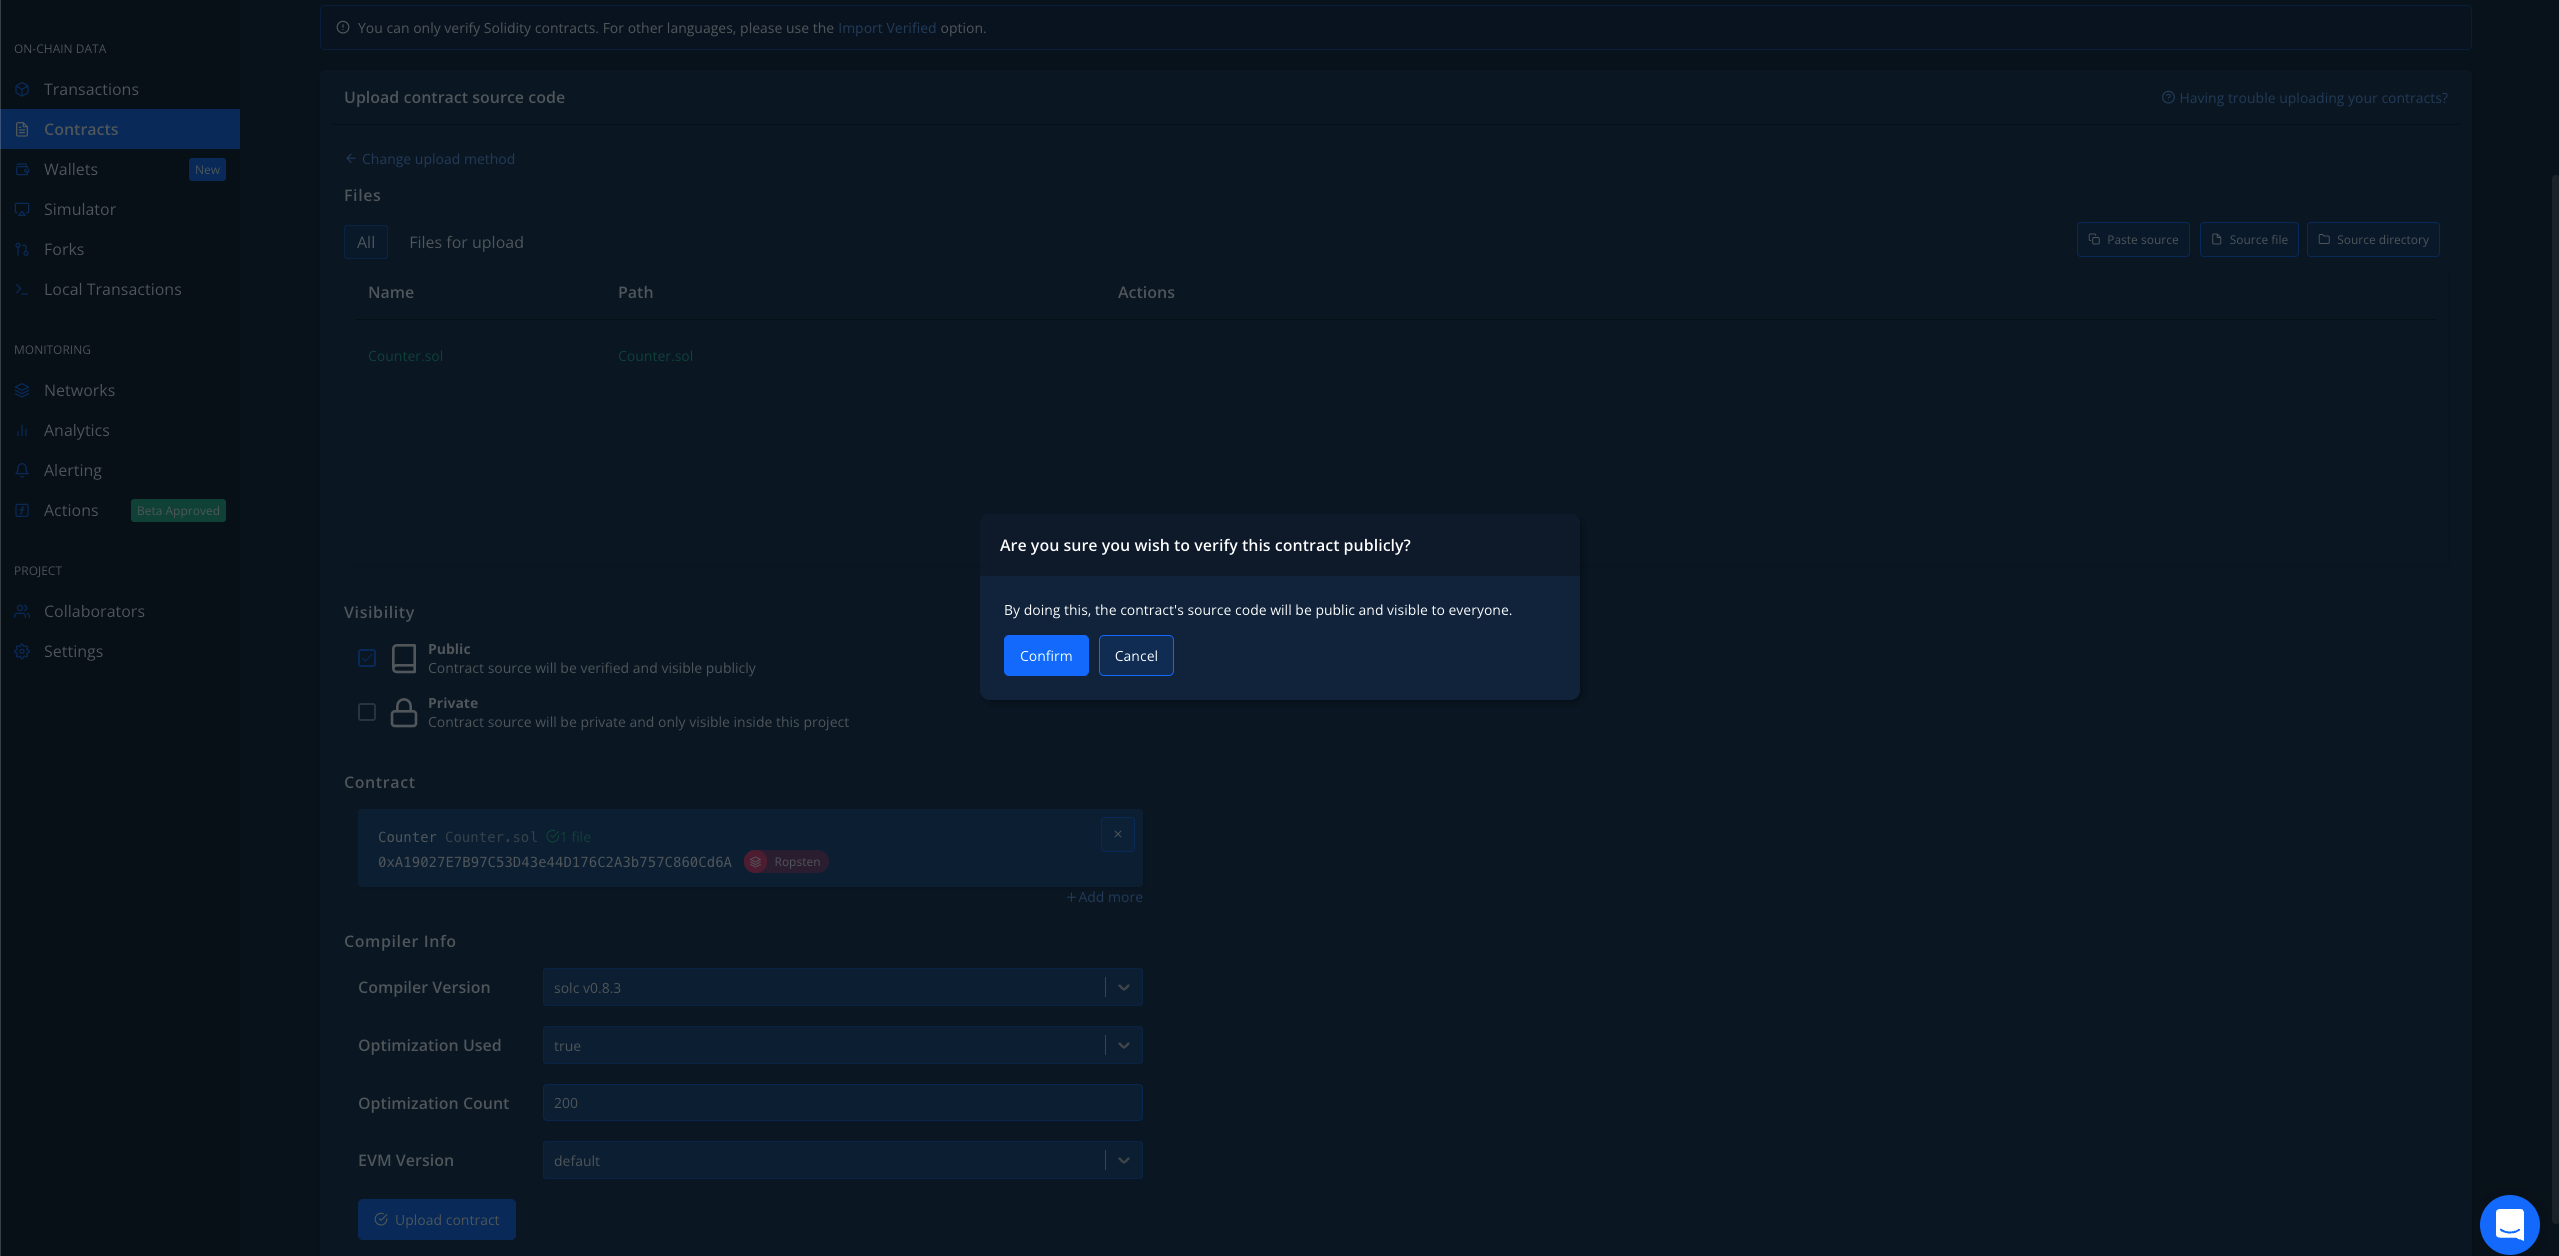 You can only verify Solidity contracts. For other languages, please use the Import Verified option.
ON-CHAIN DATA
Transactions
Contracts
Wallets New
Simulator
Forks
Local Transactions
MONITORING
Networks
Analytics
Alerting
Actions Beta Approved
PROJECT
Collaborators
Settings
Upload contract source code
Having trouble uploading your contracts?
Change upload method
Files
All Files for upload
Paste source Source file Source directory
Name Path Actions
Counter.sol Counter.sol
Are you sure you wish to verify this contract publicly?
By doing this, the contract's source code will be public and visible to everyone.
Confirm Cancel
Visibility
Public
Contract source will be verified and visible publicly
Private
Contract source will be private and only visible inside this project
Contract
Counter Counter.sol 1 file
0xA19027E7B97C53D43e44D176C2A3b757C860Cd6A Ropsten
+ Add more
Compiler Info
Compiler Version solc v0.8.3
Optimization Used true
Optimization Count 200
EVM Version default
Upload contract